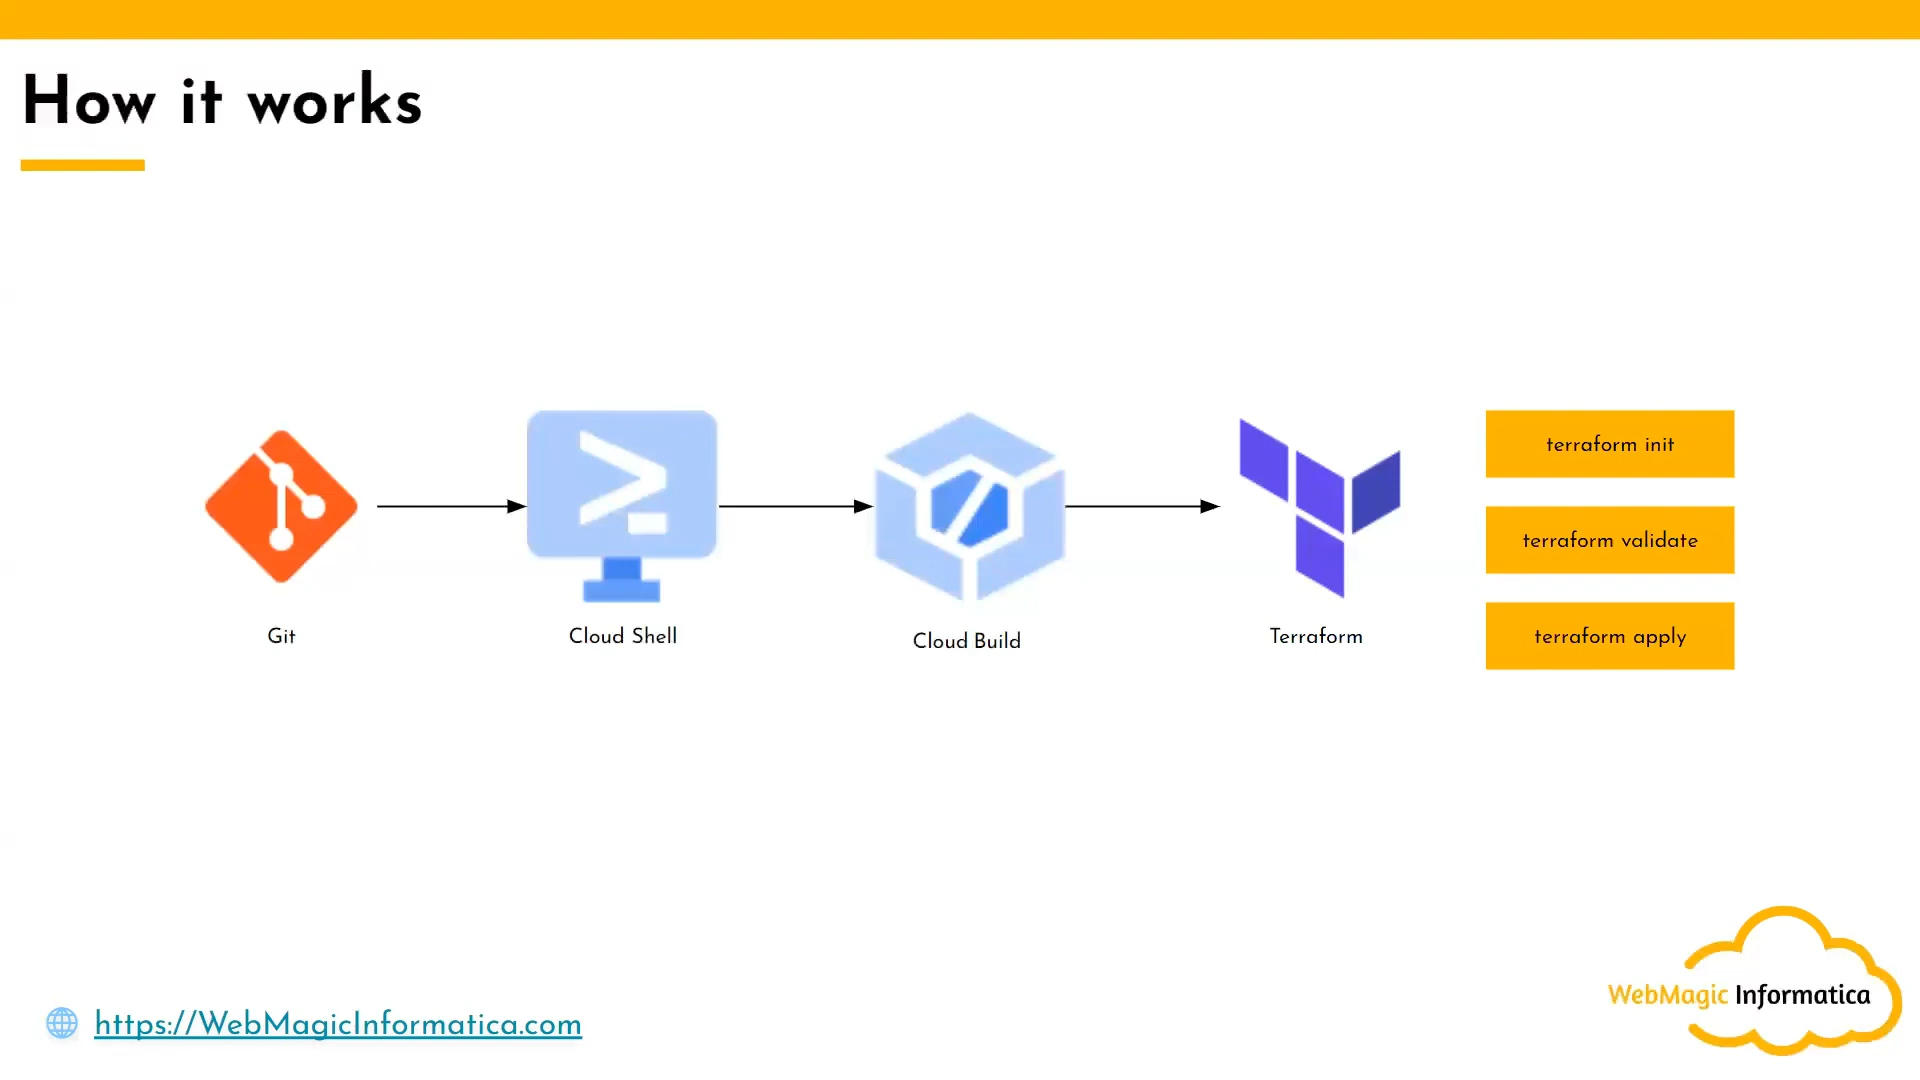 How it works
Git
Cloud Shell
Cloud Build
Terraform
terraform init
terraform validate
terraform apply
https://WebMagicInformatica.com
WebMagic Informatica